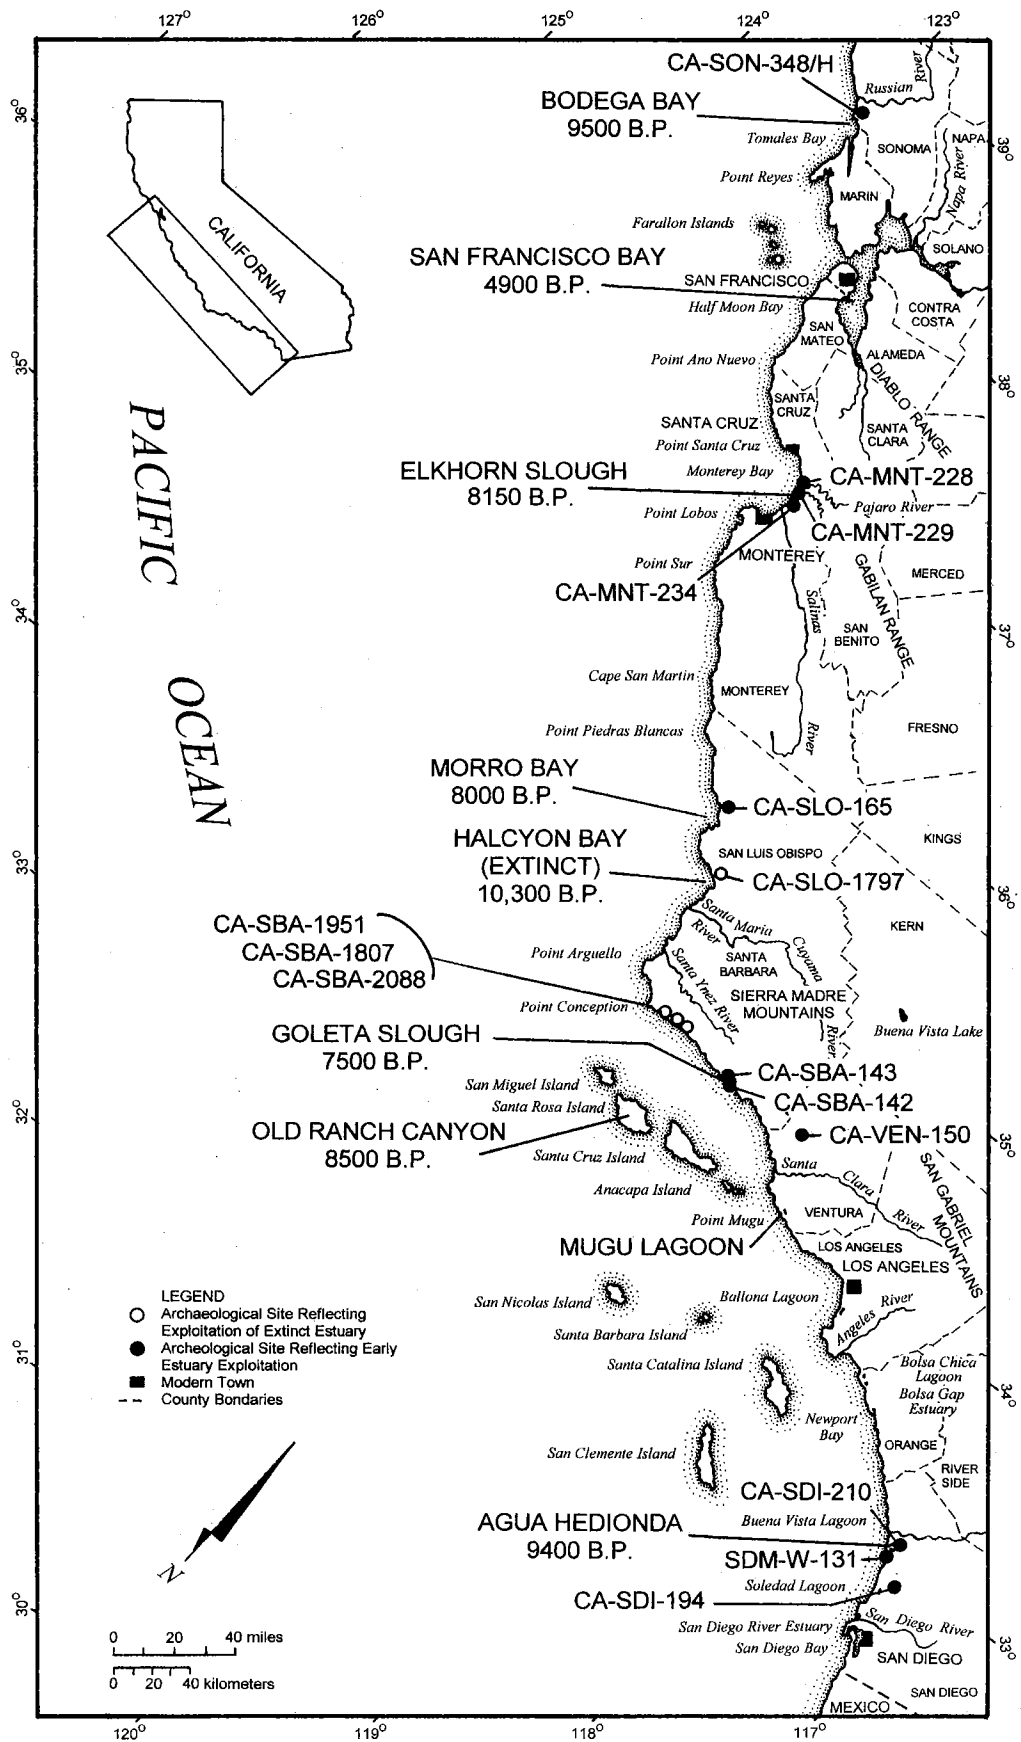 127°
126°
125°
124°
123°
CA-SON-348/H
Russian
River
BODEGA BAY
9500 B.P.
36°
39°
Tomales Bay
SONOMA
NAPA
Napa River
Point Reyes
MARIN
Farallon Islands
SOLANO
CALIFORNIA
SAN FRANCISCO BAY
4900 B.P.
SAN FRANCISCO
Half Moon Bay
CONTRA
COSTA
SAN
MATEO
35°
Point Ano Nuevo
ALAMEDA
38°
DIABLO RANGE
SANTA
CRUZ
SANTA CRUZ
SANTA
CLARA
Point Santa Cruz
PACIFIC
OCEAN
Monterey Bay
ELKHORN SLOUGH
8150 B.P.
CA-MNT-228
Pajaro River
Point Lobos
CA-MNT-229
MONTEREY
Point Sur
CA-MNT-234
GABILAN RANGE
MERCED
34°
37°
Salinas
River
SAN
BENITO
Cape San Martin
MONTEREY
Point Piedras Blancas
FRESNO
MORRO BAY
8000 B.P.
CA-SLO-165
HALCYON BAY
(EXTINCT)
10,300 B.P.
KINGS
33°
SAN LUIS OBISPO
CA-SLO-1797
36°
CA-SBA-1951
CA-SBA-1807
CA-SBA-2088
Santa Maria
River
Cuyama
River
KERN
Point Arguello
SANTA
BARBARA
Santa Ynez River
SIERRA MADRE
MOUNTAINS
Point Conception
Buena Vista Lake
GOLETA SLOUGH
7500 B.P.
CA-SBA-143
San Miguel Island
Santa Rosa Island
CA-SBA-142
32°
35°
OLD RANCH CANYON
8500 B.P.
CA-VEN-150
Santa Cruz Island
Santa
Clara
River
Anacapa Island
SAN GABRIEL
MOUNTAINS
VENTURA
Point Mugu
MUGU LAGOON
LOS ANGELES
LOS ANGELES
San Nicolas Island
Ballona Lagoon
Angeles River
Santa Barbara Island
LEGEND
Archaeological Site Reflecting
Exploitation of Extinct Estuary
Archeological Site Reflecting Early
Estuary Exploitation
Modern Town
County Bondaries
31°
34°
Santa Catalina Island
Bolsa Chica
Lagoon
Bolsa Gap
Estuary
Newport
Bay
San Clemente Island
ORANGE
RIVER
SIDE
CA-SDI-210
Buena Vista Lagoon
AGUA HEDIONDA
9400 B.P.
SDM-W-131
N
Soledad Lagoon
CA-SDI-194
30°
33°
San Diego River Estuary
San Diego River
San Diego Bay
SAN DIEGO
0 20 40 miles
0 20 40 kilometers
SAN DIEGO
MEXICO
120°
119°
118°
117°